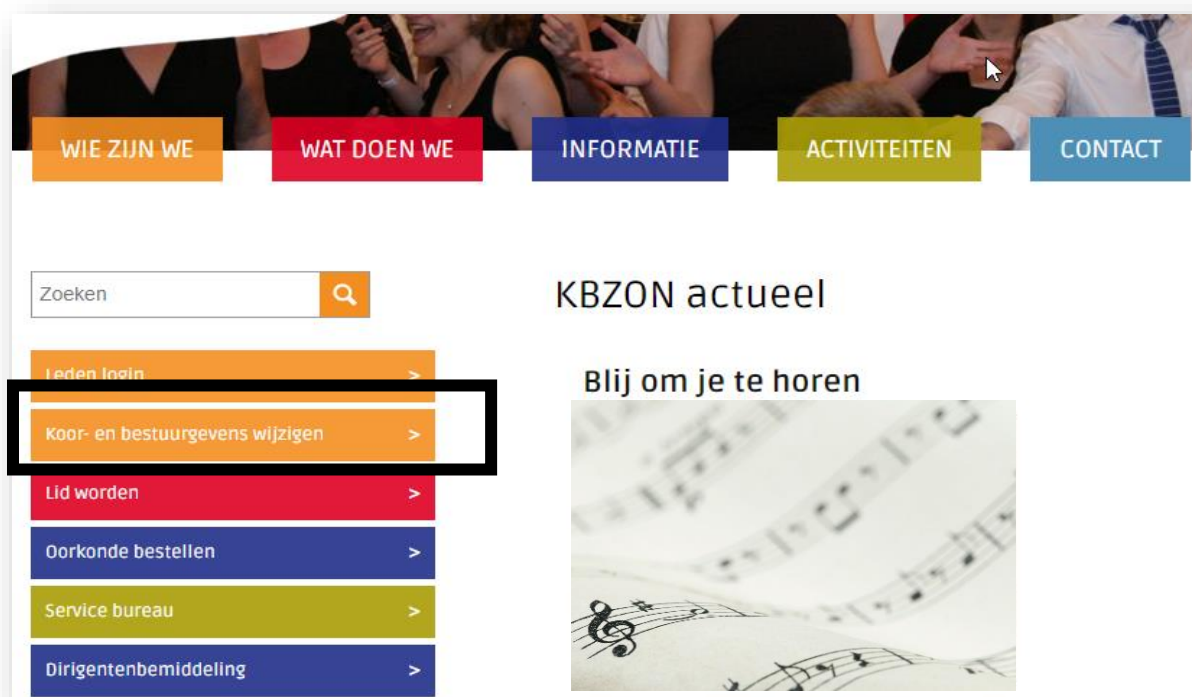 WIE ZIJN WE
WAT DOEN WE
INFORMATIE
ACTIVITEITEN
CONTACT
Zoeken
KBZON actueel
Leden login >
Blij om je te horen
Koor- en bestuurgevens wijzigen >
Lid worden >
Oorkonde bestellen >
Service bureau >
Dirigentenbemiddeling >